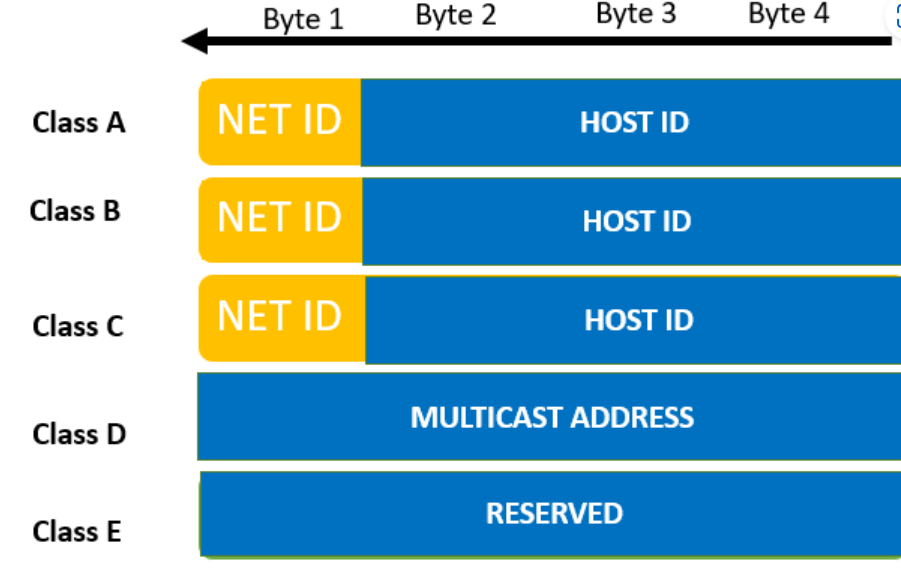 Byte 1 Byte 2 Byte 3 Byte 4
Class A NET ID HOST ID
Class B NET ID HOST ID
Class C NET ID HOST ID
Class D MULTICAST ADDRESS
Class E RESERVED